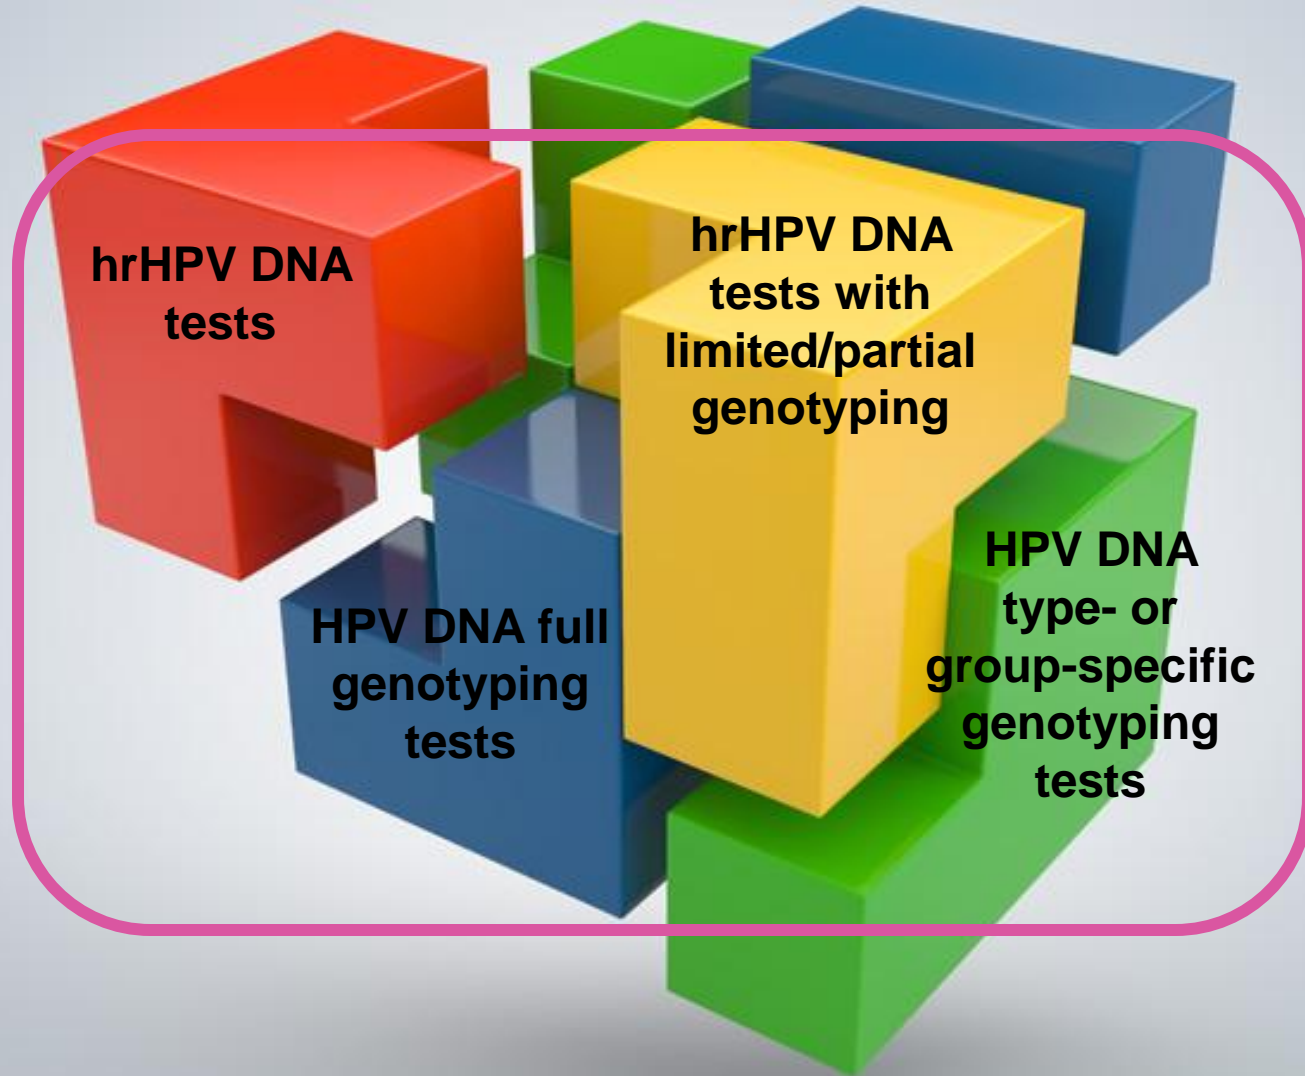 hrHPV DNA
tests
hrHPV DNA
tests with
limited/partial
genotyping
HPV DNA full
genotyping
tests
HPV DNA
type- or
group-specific
genotyping
tests